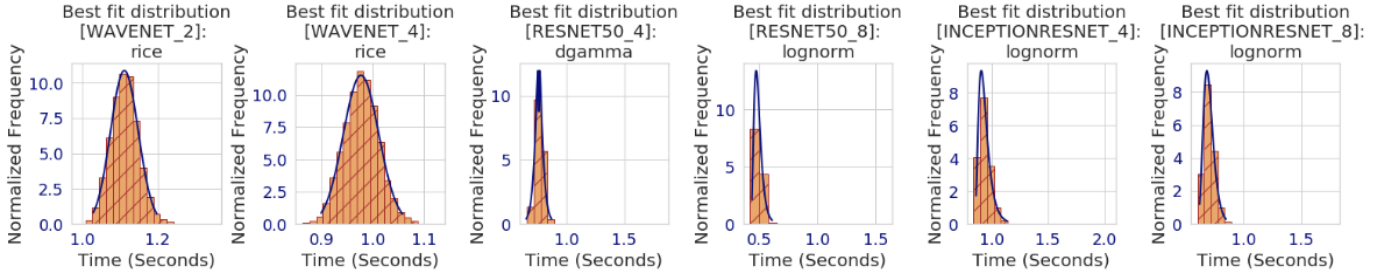 Best fit distribution
[WAVENET_2]:
rice
Normalized Frequency
10.0
7.5
5.0
2.5
0.0
1.0 1.2
Time (Seconds)
Best fit distribution
[WAVENET_4]:
rice
Normalized Frequency
10.0
7.5
5.0
2.5
0.0
0.9 1.0 1.1
Time (Seconds)
Best fit distribution
[RESNET50_4]:
dgamma
Normalized Frequency
10
5
0
1.0 1.5
Time (Seconds)
Best fit distribution
[RESNET50_8]:
lognorm
Normalized Frequency
10
5
0
0.5 1.0 1.5
Time (Seconds)
Best fit distribution
[INCEPTIONRESNET_4]:
lognorm
Normalized Frequency
8
6
4
2
0
1.0 1.5 2.0
Time (Seconds)
Best fit distribution
[INCEPTIONRESNET_8]:
lognorm
Normalized Frequency
10
8
6
4
2
0
1.0 1.5
Time (Seconds)